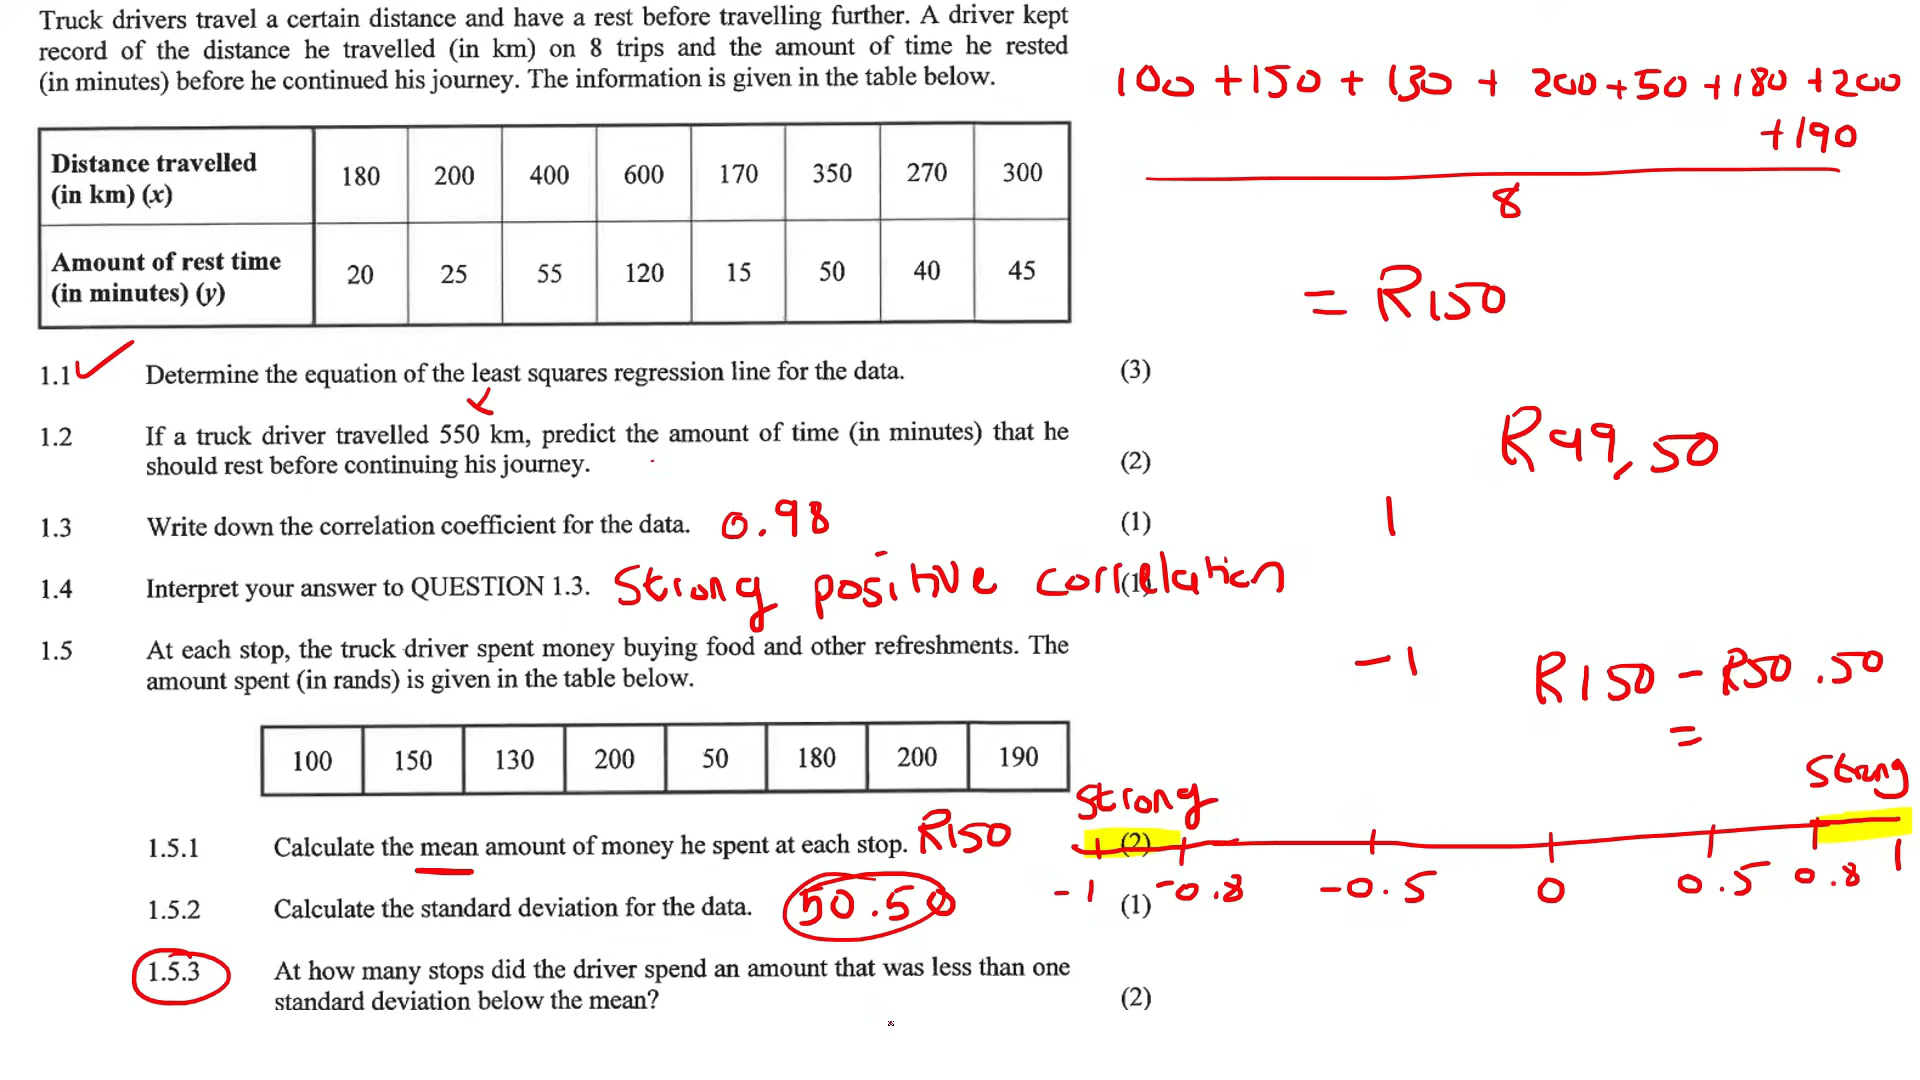 Truck drivers travel a certain distance and have a rest before travelling further. A driver kept
record of the distance he travelled (in km) on 8 trips and the amount of time he rested
(in minutes) before he continued his journey. The information is given in the table below.
Distance travelled (in km) (x) 180 200 400 600 170 350 270 300
Amount of rest time (in minutes) (y) 20 25 55 120 15 50 40 45
1.1 Determine the equation of the least squares regression line for the data. (3)
1.2 If a truck driver travelled 550 km, predict the amount of time (in minutes) that he
should rest before continuing his journey. (2)
x
1.3 Write down the correlation coefficient for the data. 0.98 (1)
1.4 Interpret your answer to QUESTION 1.3. Strong positive correlation (1)
1.5 At each stop, the truck driver spent money buying food and other refreshments. The
amount spent (in rands) is given in the table below.
100 150 130 200 50 180 200 190
1.5.1 Calculate the mean amount of money he spent at each stop. R150 (2)
1.5.2 Calculate the standard deviation for the data. 50.50 (1)
1.5.3 At how many stops did the driver spend an amount that was less than one
standard deviation below the mean? (2)
100 + 150 + 130 + 200 + 50 + 180 + 200
+ 190
8
= R150
R99,50
1
-1
R150 - R50.50
=
Strong
Strong
-1 -0.8 -0.5 0 0.5 0.8 1